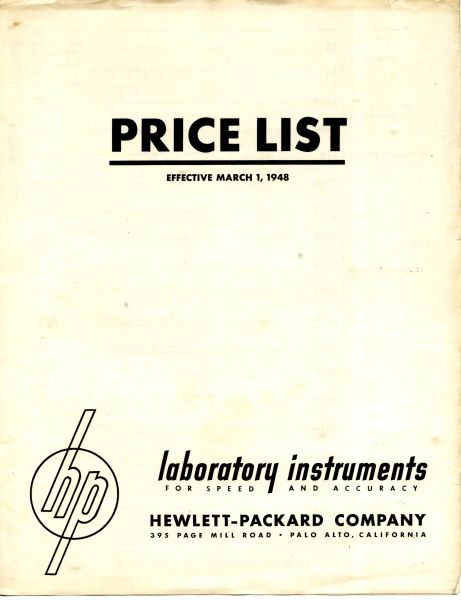 PRICE LIST
EFFECTIVE MARCH 1, 1948
hp
laboratory instruments
FOR SPEED AND ACCURACY
HEWLETT-PACKARD COMPANY
395 PAGE MILL ROAD • PALO ALTO, CALIFORNIA